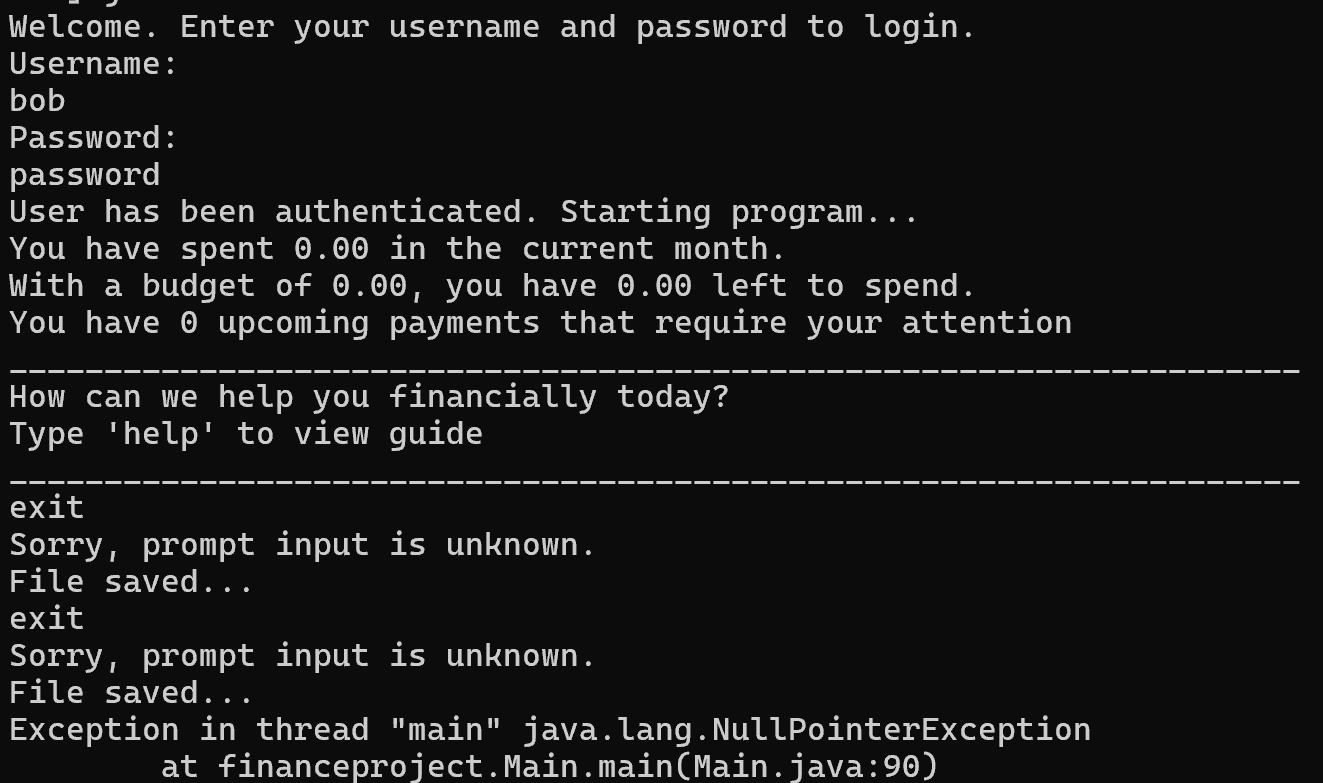 Welcome. Enter your username and password to login.
Username:
bob
Password:
password
User has been authenticated. Starting program...
You have spent 0.00 in the current month.
With a budget of 0.00, you have 0.00 left to spend.
You have 0 upcoming payments that require your attention
____________________________________________________________________
How can we help you financially today?
Type 'help' to view guide
____________________________________________________________________
exit
Sorry, prompt input is unknown.
File saved...
exit
Sorry, prompt input is unknown.
File saved...
Exception in thread "main" java.lang.NullPointerException
        at financeproject.Main.main(Main.java:90)